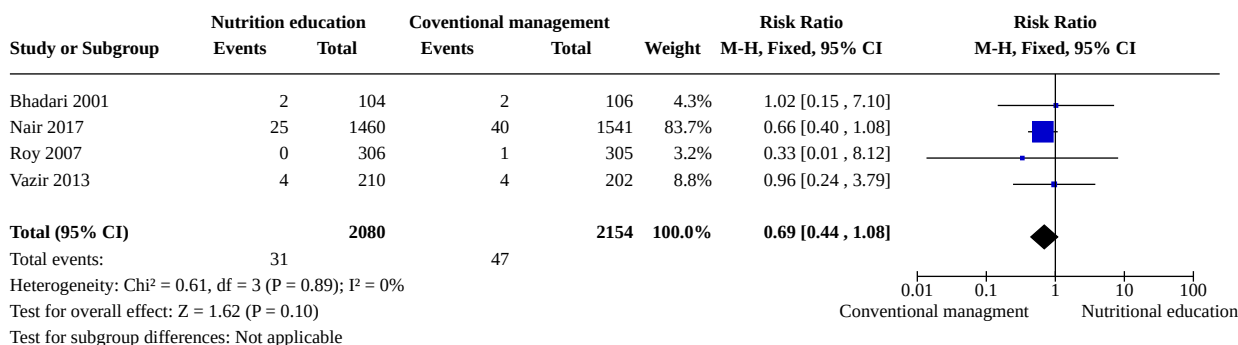 Nutrition education Coventional management Risk Ratio Risk Ratio
Study or Subgroup Events Total Events Total Weight M-H, Fixed, 95% CI M-H, Fixed, 95% CI
Bhadari 2001 2 104 2 106 4.3% 1.02 [0.15 , 7.10]
Nair 2017 25 1460 40 1541 83.7% 0.66 [0.40 , 1.08]
Roy 2007 0 306 1 305 3.2% 0.33 [0.01 , 8.12]
Vazir 2013 4 210 4 202 8.8% 0.96 [0.24 , 3.79]
Total (95% CI) 2080 2154 100.0% 0.69 [0.44 , 1.08]
Total events: 31 47
Heterogeneity: Chi² = 0.61, df = 3 (P = 0.89); I² = 0% 0.01 0.1 1 10 100
Test for overall effect: Z = 1.62 (P = 0.10) Conventional managment Nutritional education
Test for subgroup differences: Not applicable